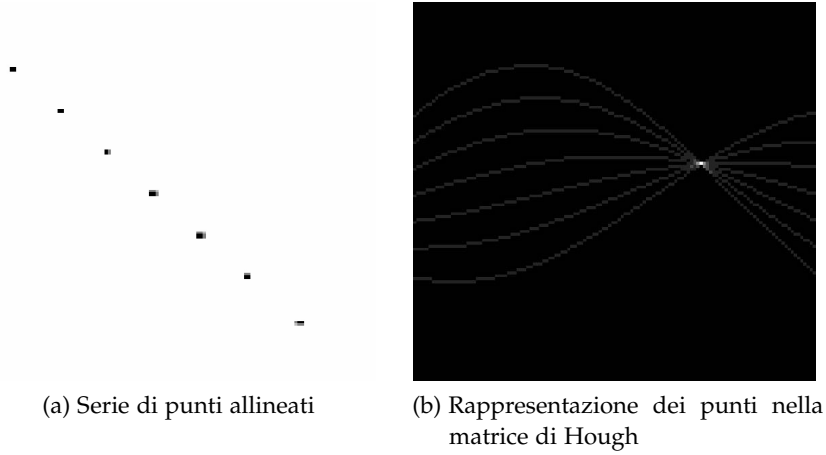 (a) Serie di punti allineati
(b) Rappresentazione dei punti nella
matrice di Hough